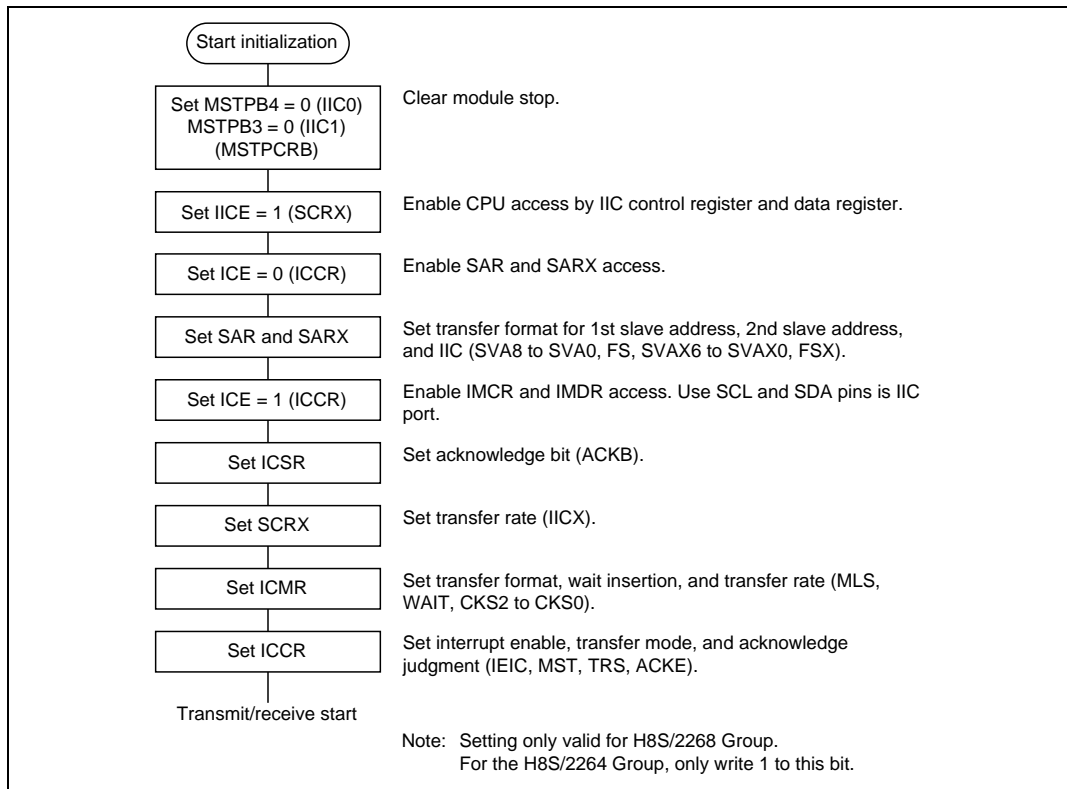 Start initialization
Set MSTPB4 = 0 (IIC0)
MSTPB3 = 0 (IIC1)
(MSTPCRB)
Clear module stop.
Set IICE = 1 (SCRX)
Enable CPU access by IIC control register and data register.
Set ICE = 0 (ICCR)
Enable SAR and SARX access.
Set SAR and SARX
Set transfer format for 1st slave address, 2nd slave address,
and IIC (SVA8 to SVA0, FS, SVAX6 to SVAX0, FSX).
Set ICE = 1 (ICCR)
Enable IMCR and IMDR access. Use SCL and SDA pins is IIC
port.
Set ICSR
Set acknowledge bit (ACKB).
Set SCRX
Set transfer rate (IICX).
Set ICMR
Set transfer format, wait insertion, and transfer rate (MLS,
WAIT, CKS2 to CKS0).
Set ICCR
Set interrupt enable, transfer mode, and acknowledge
judgment (IEIC, MST, TRS, ACKE).
Transmit/receive start
Note: Setting only valid for H8S/2268 Group.
For the H8S/2264 Group, only write 1 to this bit.